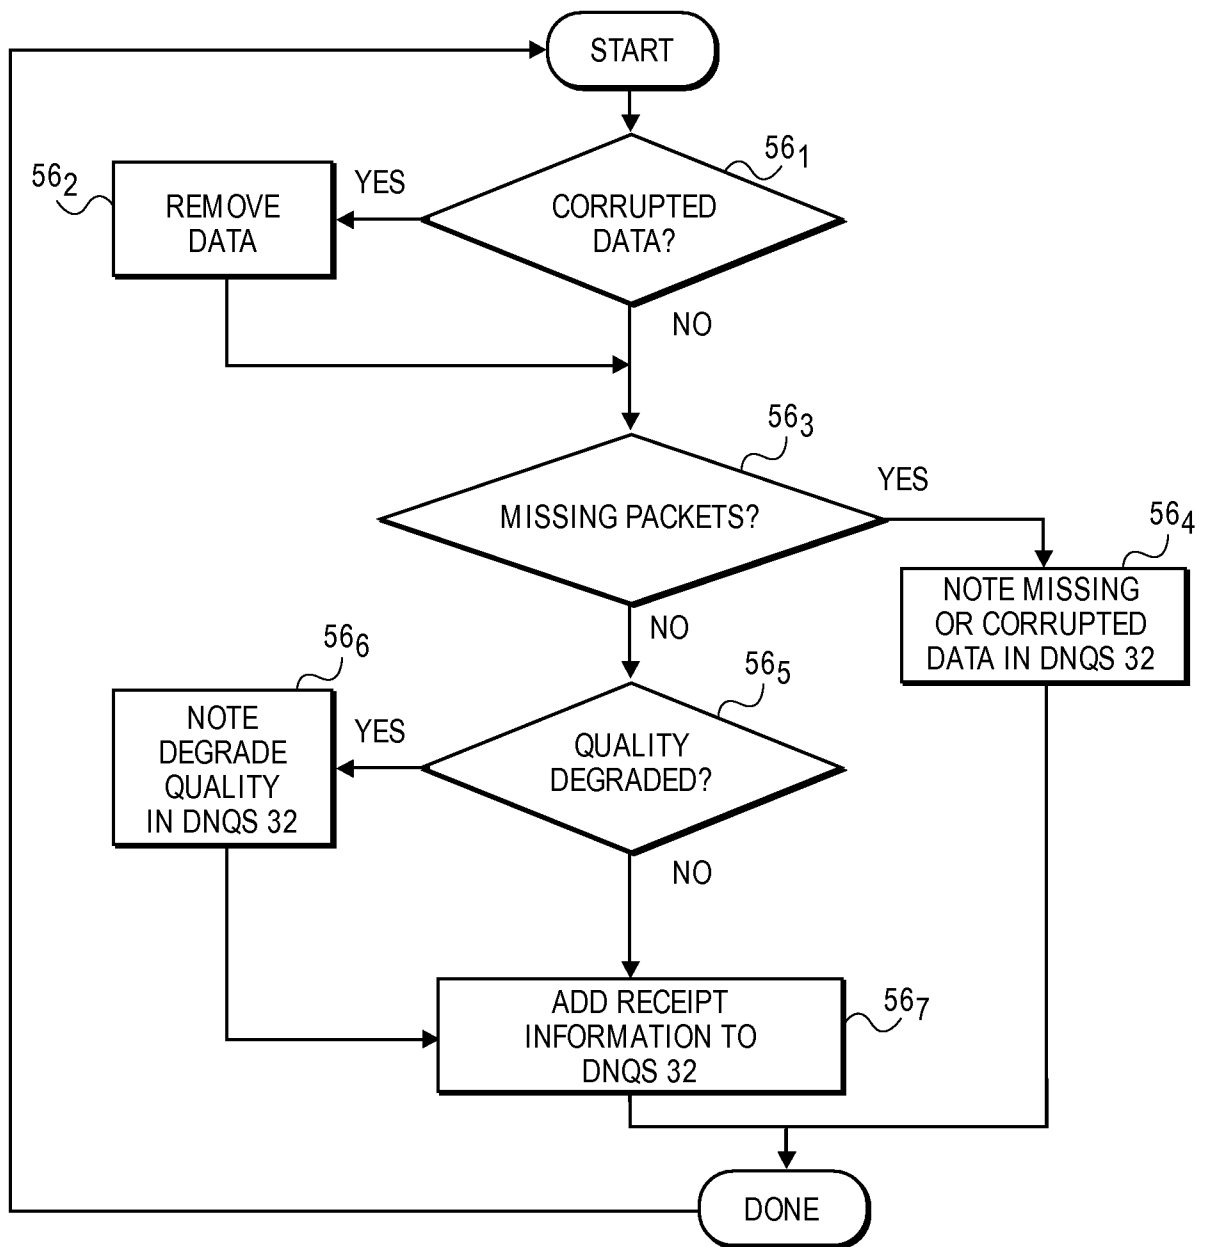 START
56₁
CORRUPTED
DATA?
YES
56₂
REMOVE
DATA
NO
56₃
MISSING PACKETS?
YES
56₄
NOTE MISSING
OR CORRUPTED
DATA IN DNQS 32
NO
56₅
QUALITY
DEGRADED?
YES
56₆
NOTE
DEGRADE
QUALITY
IN DNQS 32
NO
ADD RECEIPT
INFORMATION TO
DNQS 32
56₇
DONE